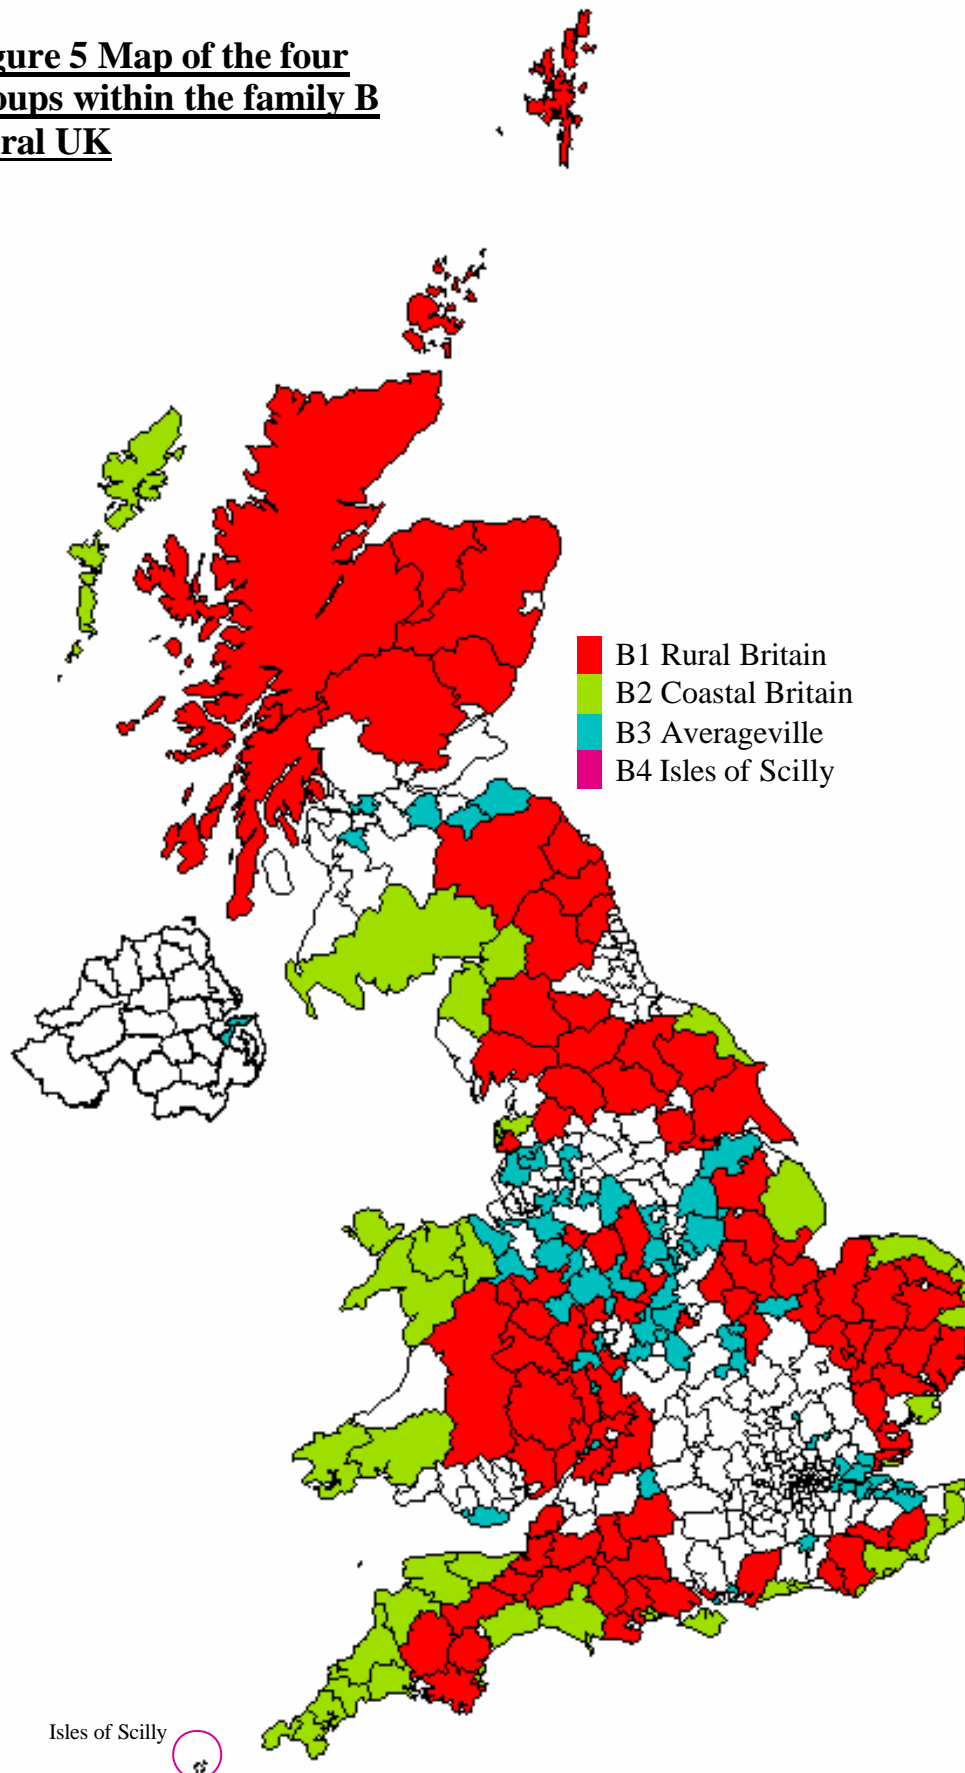 gure 5 Map of the four
oups within the family B
ral UK
B1 Rural Britain
B2 Coastal Britain
B3 Averageville
B4 Isles of Scilly
Isles of Scilly